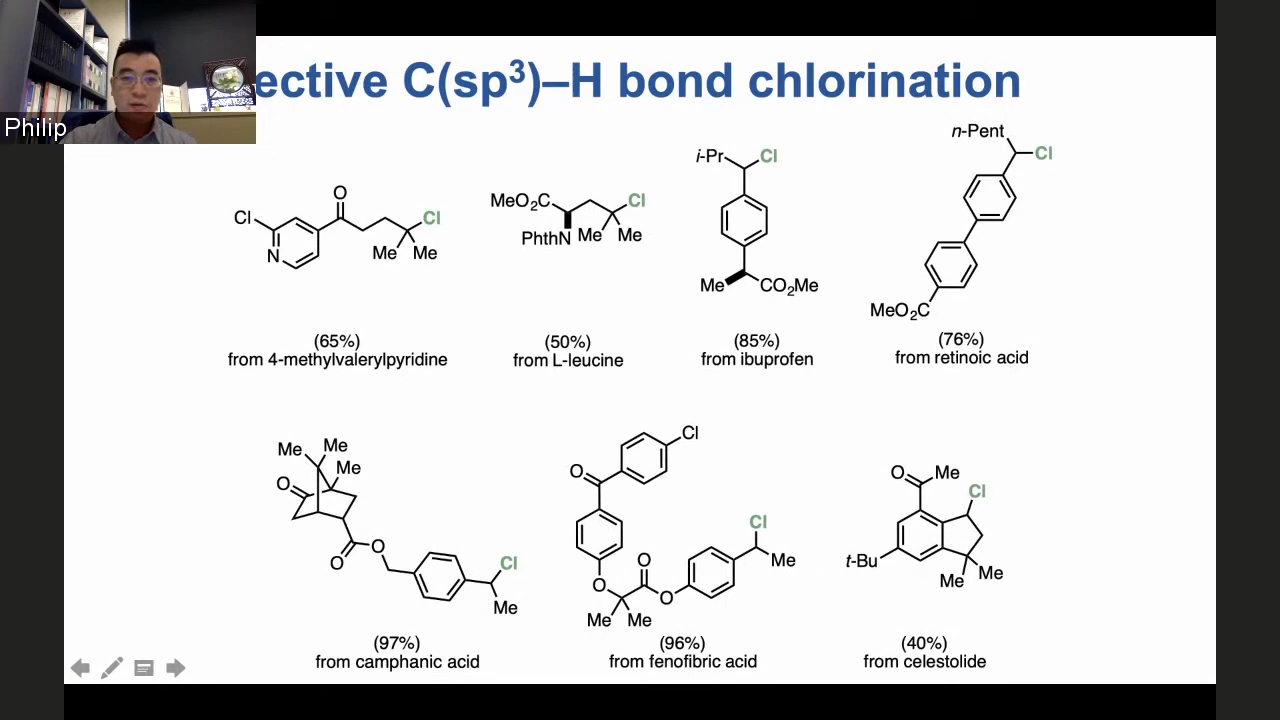 Philip
ective C(sp³)–H bond chlorination
Cl
N
O
Cl
Me
Me
(65%)
from 4-methylvalerylpyridine
MeO₂C
Cl
PhthN
Me
Me
(50%)
from L-leucine
i-Pr
Cl
Me
CO₂Me
(85%)
from ibuprofen
n-Pent
Cl
MeO₂C
(76%)
from retinoic acid
Me
Me
Me
O
O
O
Cl
Me
(97%)
from camphanic acid
Cl
O
O
Me
Me
O
O
Cl
Me
(96%)
from fenofibric acid
O
Me
Cl
t-Bu
Me
Me
(40%)
from celestolide